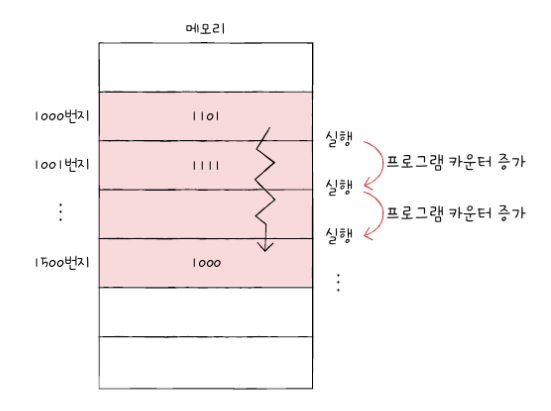 메모리
1000번지 1101 실행
프로그램 카운터 증가
1001번지 1111 실행
프로그램 카운터 증가
⋮ 실행
1500번지 1000
⋮